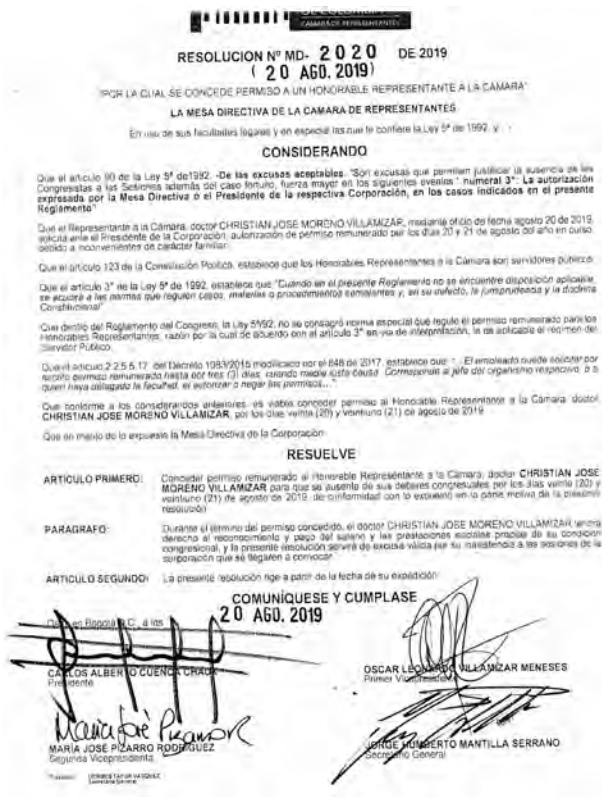 DE COLOMBIA
CAMARA DE REPRESENTANTES
RESOLUCION Nº MD- 2020 DE 2019
( 20 AGO. 2019)
"POR LA CUAL SE CONCEDE PERMISO A UN HONORABLE REPRESENTANTE A LA CAMARA"
LA MESA DIRECTIVA DE LA CAMARA DE REPRESENTANTES
En uso de sus facultades legales y en especial las que le confiere la Ley 5ª de 1992, y
CONSIDERANDO
Que el artículo 90 de la Ley 5ª de1992. -De las excusas aceptables. "Son excusas que permiten justificar la ausencia de los
Congresistas a las Sesiones además del caso fortuito, fuerza mayor en los siguientes eventos " numeral 3°: La autorización
expresada por la Mesa Directiva o el Presidente de la respectiva Corporación, en los casos indicados en el presente
Reglamento"
Que el Representante a la Cámara, doctor CHRISTIAN JOSE MORENO VILLAMIZAR, mediante oficio de fecha agosto 20 de 2019,
solicita ante el Presidente de la Corporación, autorización de permiso remunerado por los días 20 y 21 de agosto del año en curso,
debido a inconvenientes de carácter familiar.
Que el artículo 123 de la Constitución Política, establece que los Honorables Representantes a la Cámara son servidores públicos.
Que el artículo 3° de la Ley 5ª de 1992, establece que "Cuando en el presente Reglamento no se encuentre disposición aplicable,
se acudirá a las normas que regulen casos, materias o procedimientos semejantes y, en su defecto, la jurisprudencia y la doctrina
Constitucional"
Que dentro del Reglamento del Congreso, la Ley 5/92, no se consagró norma especial que regule el permiso remunerado para los
Honorables Representantes, razón por la cual de acuerdo con el artículo 3° en vía de interpretación, le es aplicable el régimen del
Servidor Público.
Que el artículo 2.2.5.5.17. del Decreto 1083/2015 modificado por el 648 de 2017, establece que: "...El empleado puede solicitar por
escrito permiso remunerado hasta por tres (3) días, cuando medie justa causa. Corresponde al jefe del organismo respectivo, o a
quien haya delegado la facultad, el autorizar o negar los permisos..."
Que conforme a los considerandos anteriores, es viable conceder permiso al Honorable Representante a la Cámara, doctor
CHRISTIAN JOSE MORENO VILLAMIZAR, por los días veinte (20) y veintiuno (21) de agosto de 2019
Que en mérito de lo expuesto la Mesa Directiva de la Corporación
RESUELVE
ARTICULO PRIMERO: Conceder permiso remunerado al Honorable Representante a la Cámara, doctor CHRISTIAN JOSE
MORENO VILLAMIZAR para que se ausente de sus deberes congresuales por los días veinte (20) y
veintiuno (21) de agosto de 2019, de conformidad con lo expuesto en la parte motiva de la presente
resolución
PARAGRAFO: Durante el término del permiso concedido, el doctor CHRISTIAN JOSE MORENO VILLAMIZAR tendrá
derecho al reconocimiento y pago del salario y las prestaciones sociales propias de su condición
congresional, y la presente resolución servirá de excusa válida por su inasistencia a las sesiones de la
corporación que se llegaren a convocar.
ARTICULO SEGUNDO: La presente resolución rige a partir de la fecha de su expedición
COMUNÍQUESE Y CUMPLASE
Dada en Bogotá D.C., a los 20 AGO. 2019
CARLOS ALBERTO CUENCA CHAUX
Presidente
OSCAR LEONARDO VILLAMIZAR MENESES
Primer Vicepresidente
María José Pizarro R
MARÍA JOSÉ PIZARRO RODRÍGUEZ
Segunda Vicepresidenta
JORGE HUMBERTO MANTILLA SERRANO
Secretario General